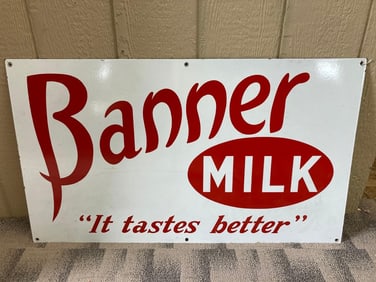 Banner
MILK
"It tastes better"